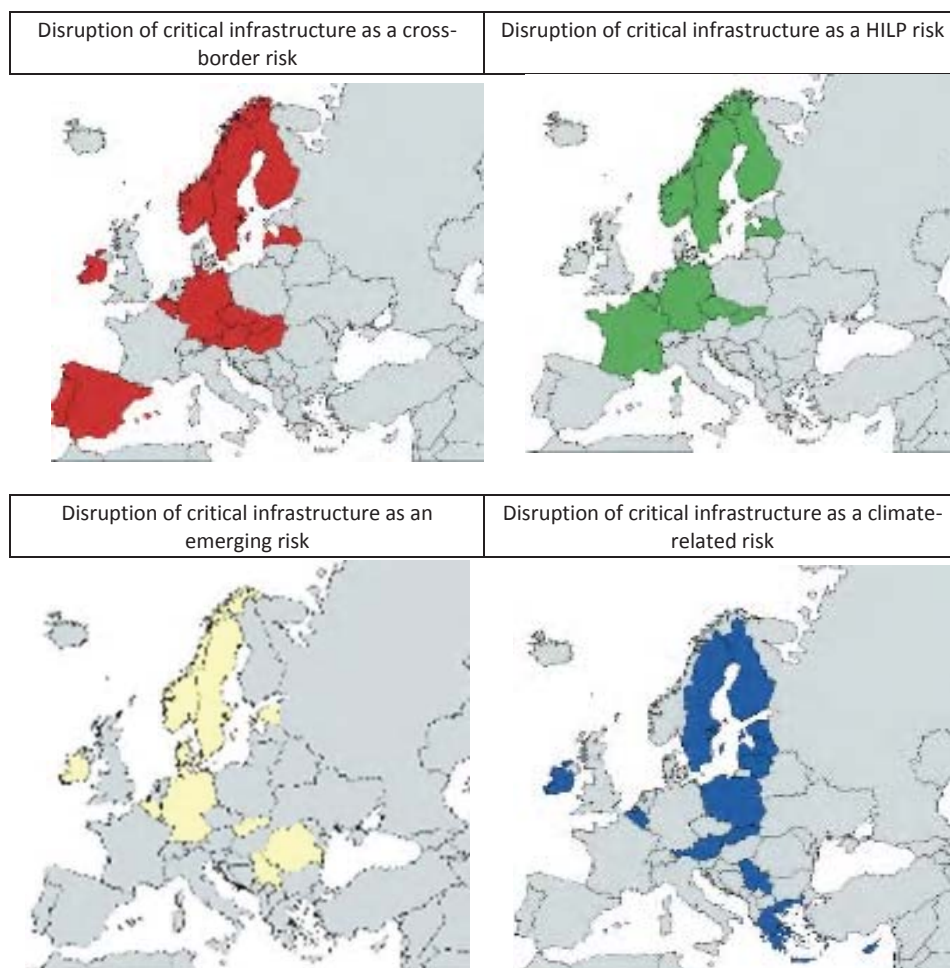 Disruption of critical infrastructure as a cross-
border risk
Disruption of critical infrastructure as a HILP risk
Disruption of critical infrastructure as an
emerging risk
Disruption of critical infrastructure as a climate-
related risk